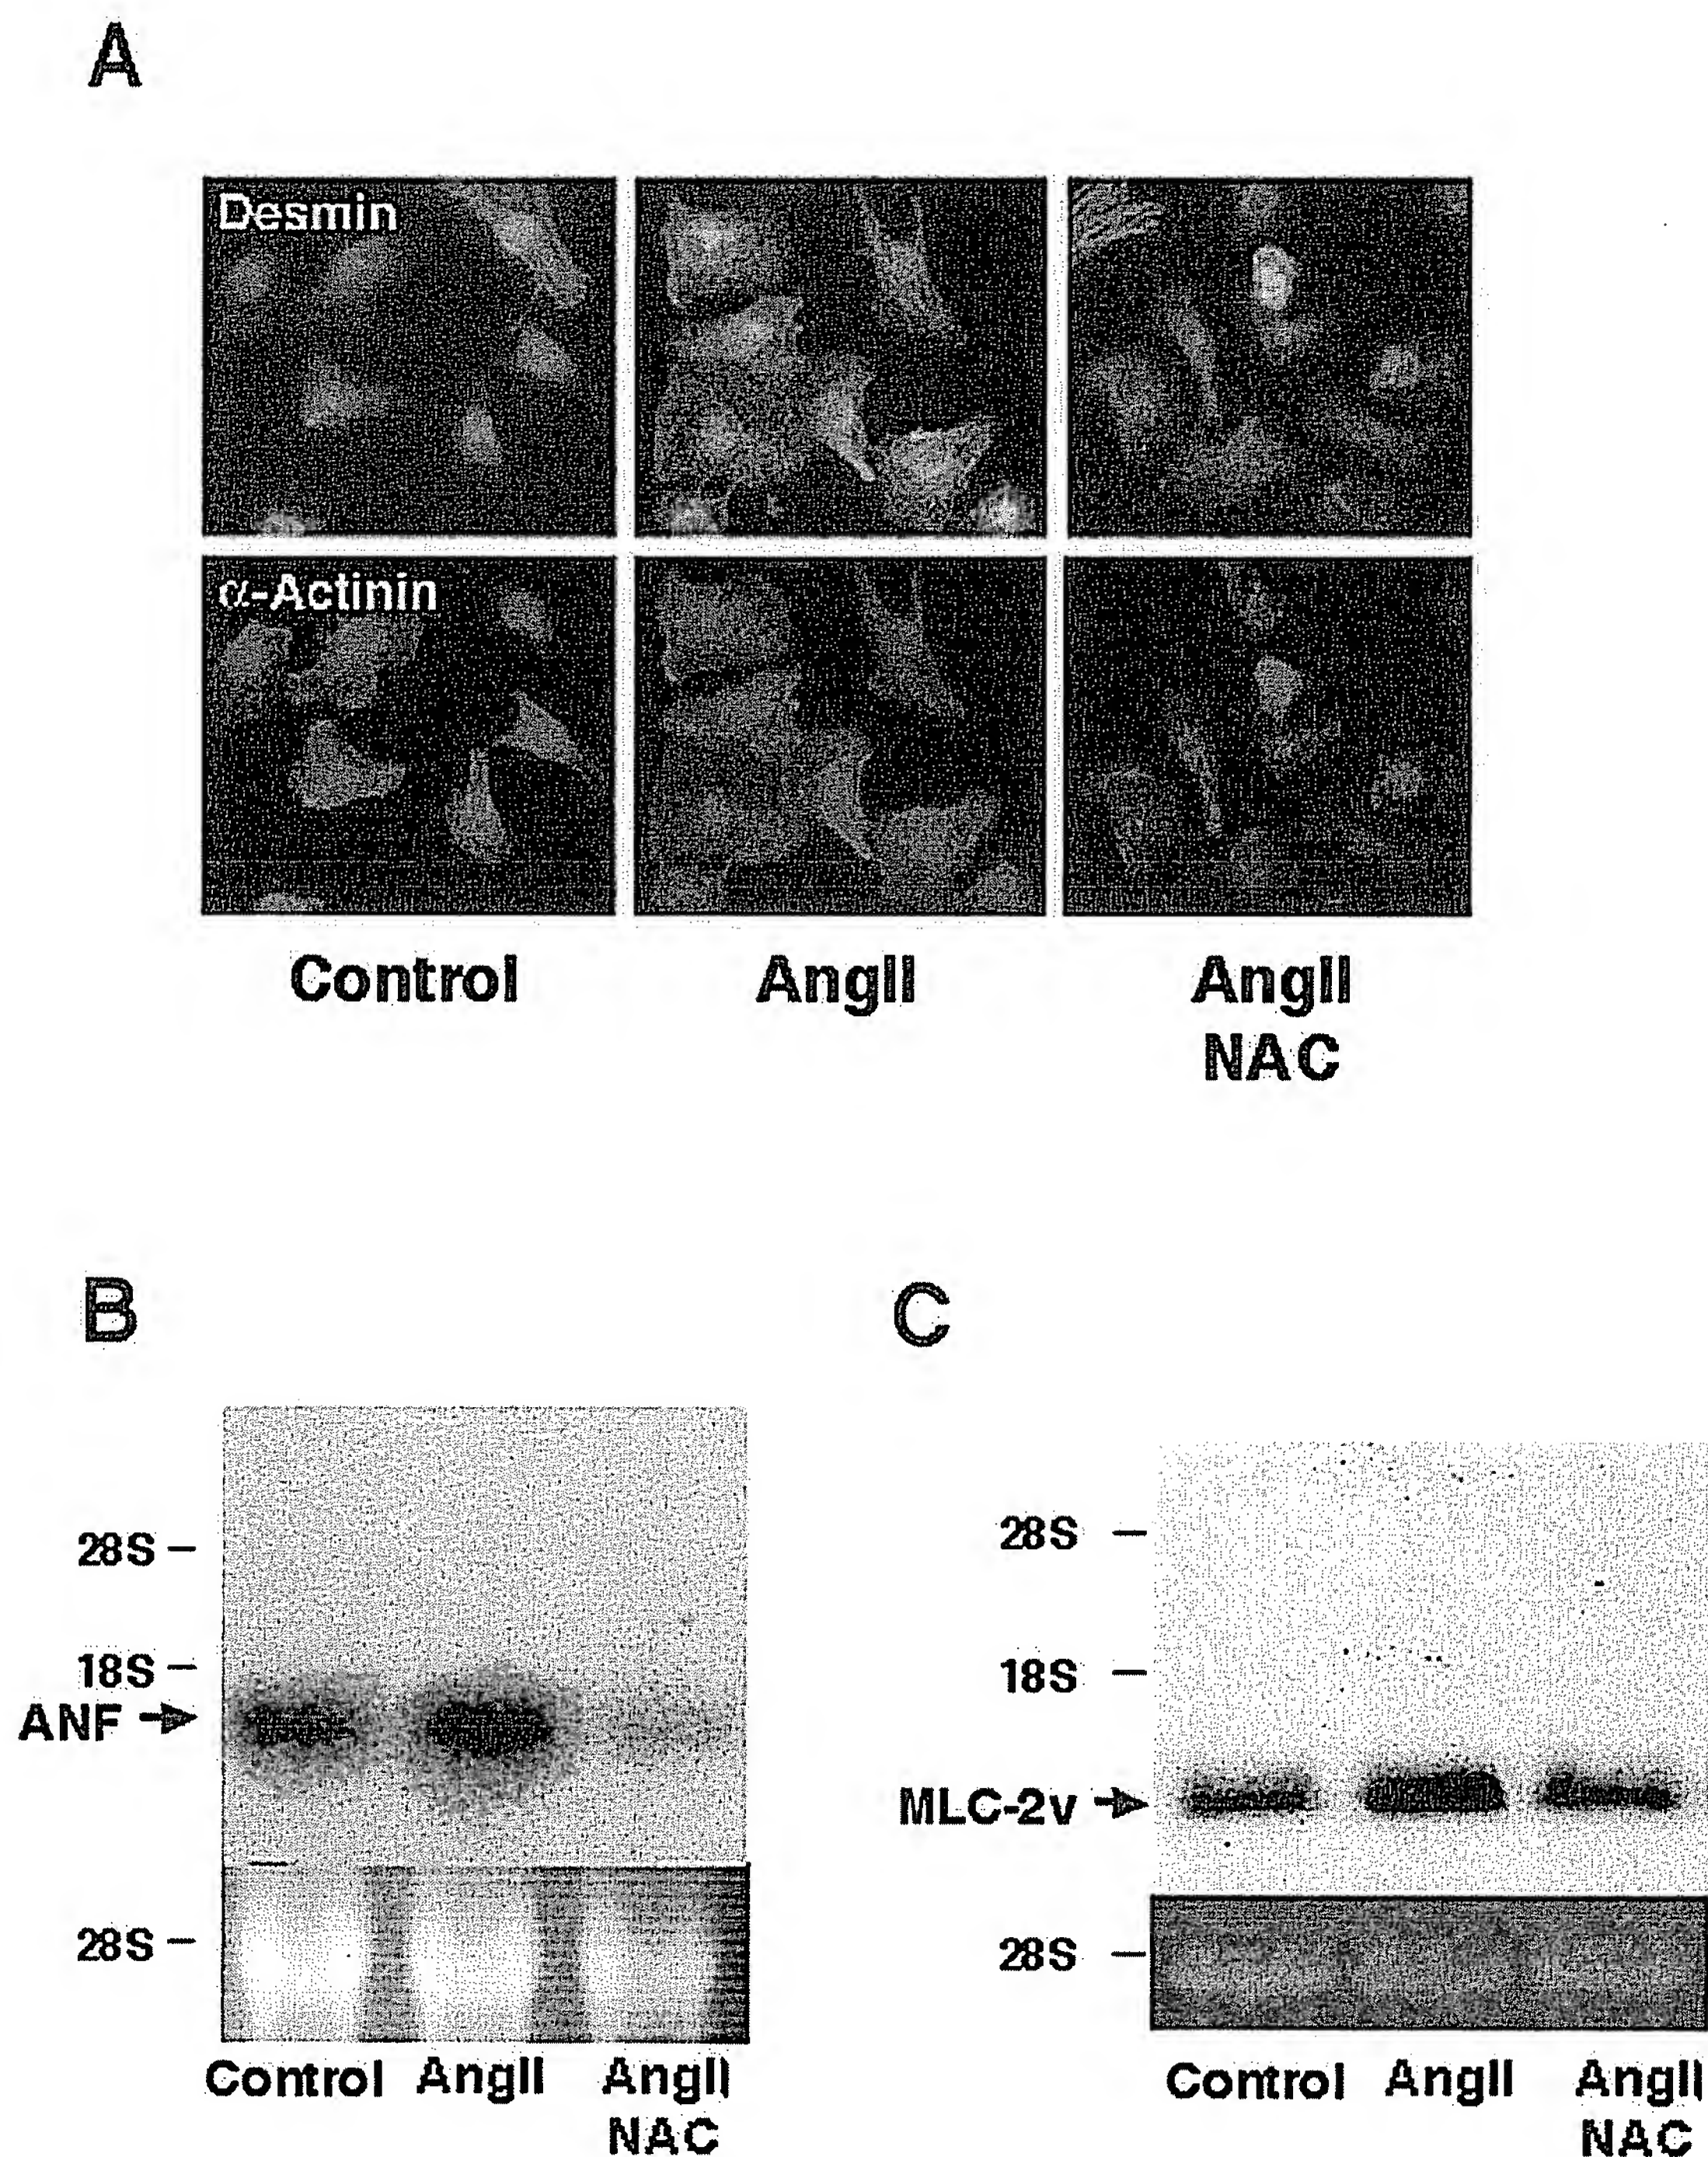 A
Desmin
α-Actinin
Control AngII AngII
NAC
B
28S
18S
ANF
28S
Control AngII AngII
NAC
C
28S
18S
MLC-2v
28S
Control AngII AngII
NAC